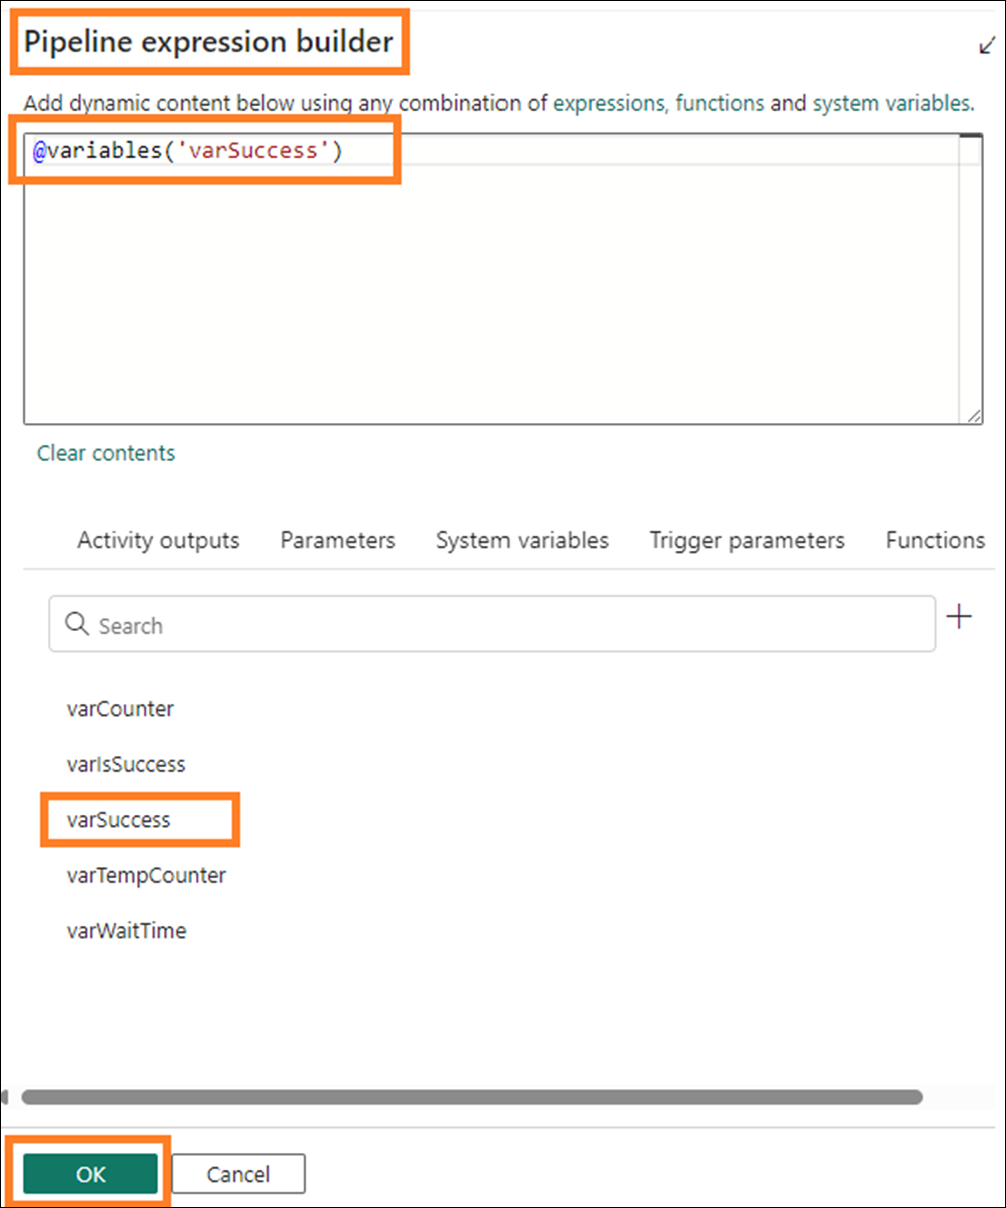 Pipeline expression builder
Add dynamic content below using any combination of expressions, functions and system variables.
@variables('varSuccess')
Clear contents
Activity outputs Parameters System variables Trigger parameters Functions
Search
varCounter
varIsSuccess
varSuccess
varTempCounter
varWaitTime
OK Cancel